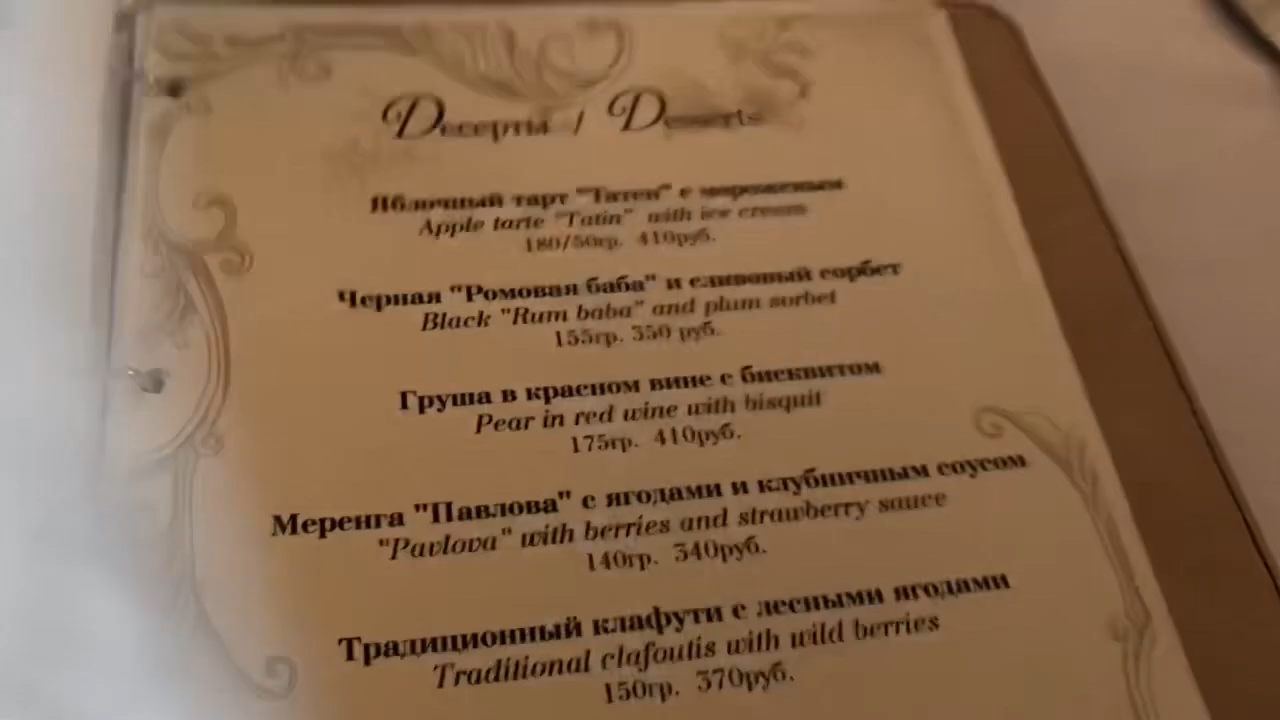 Десерты / Desserts
Яблочный тарт "Татен" с мороженым
Apple tarte "Tatin" with ice cream
180/50гр. 410руб.
Черная "Ромовая баба" и сливовый сорбет
Black "Rum baba" and plum sorbet
155гр. 350 руб.
Груша в красном вине с бисквитом
Pear in red wine with bisquit
175гр. 410руб.
Меренга "Павлова" с ягодами и клубничным соусом
"Pavlova" with berries and strawberry sauce
140гр. 340руб.
Традиционный клафути с лесными ягодами
Traditional clafoutis with wild berries
150гр. 370руб.